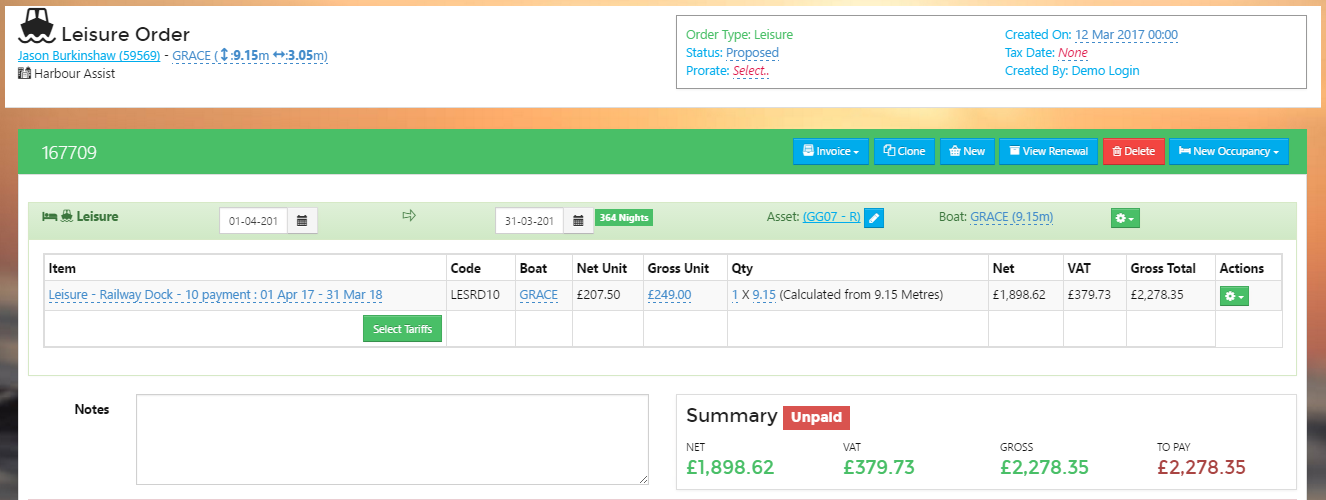 Leisure Order
Jason Burkinshaw (59569) - GRACE (↕:9.15m ↔:3.05m)
Harbour Assist
Order Type: Leisure
Status: Proposed
Prorate: Select..
Created On: 12 Mar 2017 00:00
Tax Date: None
Created By: Demo Login
167709
Invoice Clone New View Renewal Delete New Occupancy
Leisure 01-04-201 31-03-201 364 Nights Asset: (GG07 - R) Boat: GRACE (9.15m)
Item Code Boat Net Unit Gross Unit Qty Net VAT Gross Total Actions
Leisure - Railway Dock - 10 payment : 01 Apr 17 - 31 Mar 18 LESRD10 GRACE £207.50 £249.00 1 X 9.15 (Calculated from 9.15 Metres) £1,898.62 £379.73 £2,278.35
Select Tariffs
Notes
Summary Unpaid
NET VAT GROSS TO PAY
£1,898.62 £379.73 £2,278.35 £2,278.35